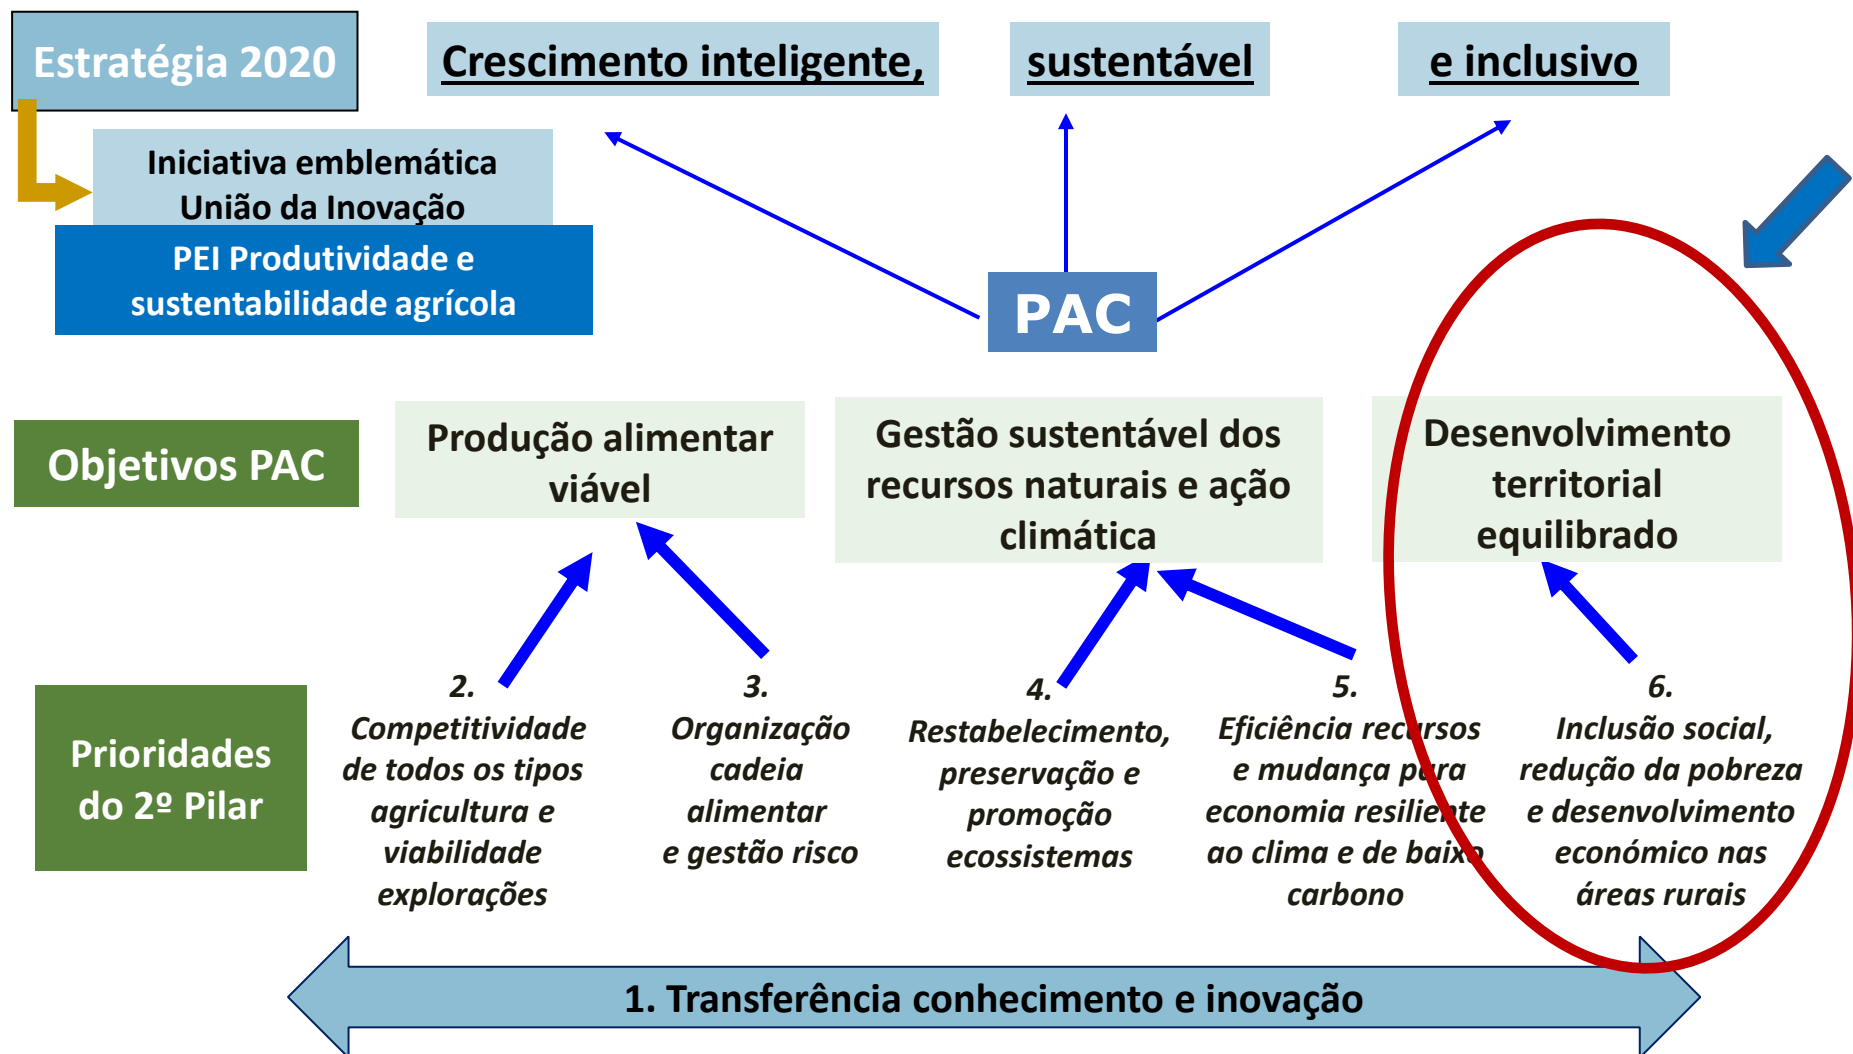 Estratégia 2020
Crescimento inteligente,
sustentável
e inclusivo
Iniciativa emblemática
União da Inovação
PEI Produtividade e
sustentabilidade agrícola
PAC
Objetivos PAC
Produção alimentar
viável
Gestão sustentável dos
recursos naturais e ação
climática
Desenvolvimento
territorial
equilibrado
Prioridades
do 2º Pilar
2.
Competitividade
de todos os tipos
agricultura e
viabilidade
explorações
3.
Organização
cadeia
alimentar
e gestão risco
4.
Restabelecimento,
preservação e
promoção
ecossistemas
5.
Eficiência recursos
e mudança para
economia resiliente
ao clima e de baixo
carbono
6.
Inclusão social,
redução da pobreza
e desenvolvimento
económico nas
áreas rurais
1. Transferência conhecimento e inovação